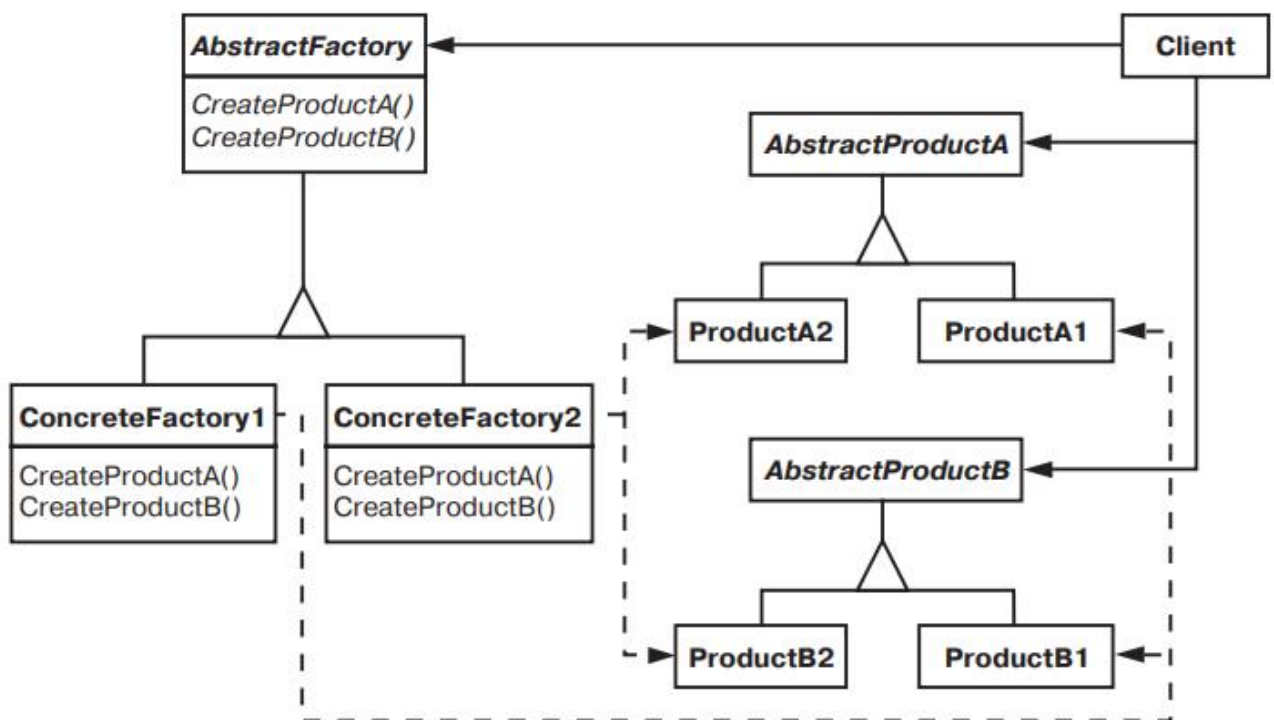 AbstractFactory
CreateProductA()
CreateProductB()
Client
AbstractProductA
ProductA2
ProductA1
ConcreteFactory1
CreateProductA()
CreateProductB()
ConcreteFactory2
CreateProductA()
CreateProductB()
AbstractProductB
ProductB2
ProductB1